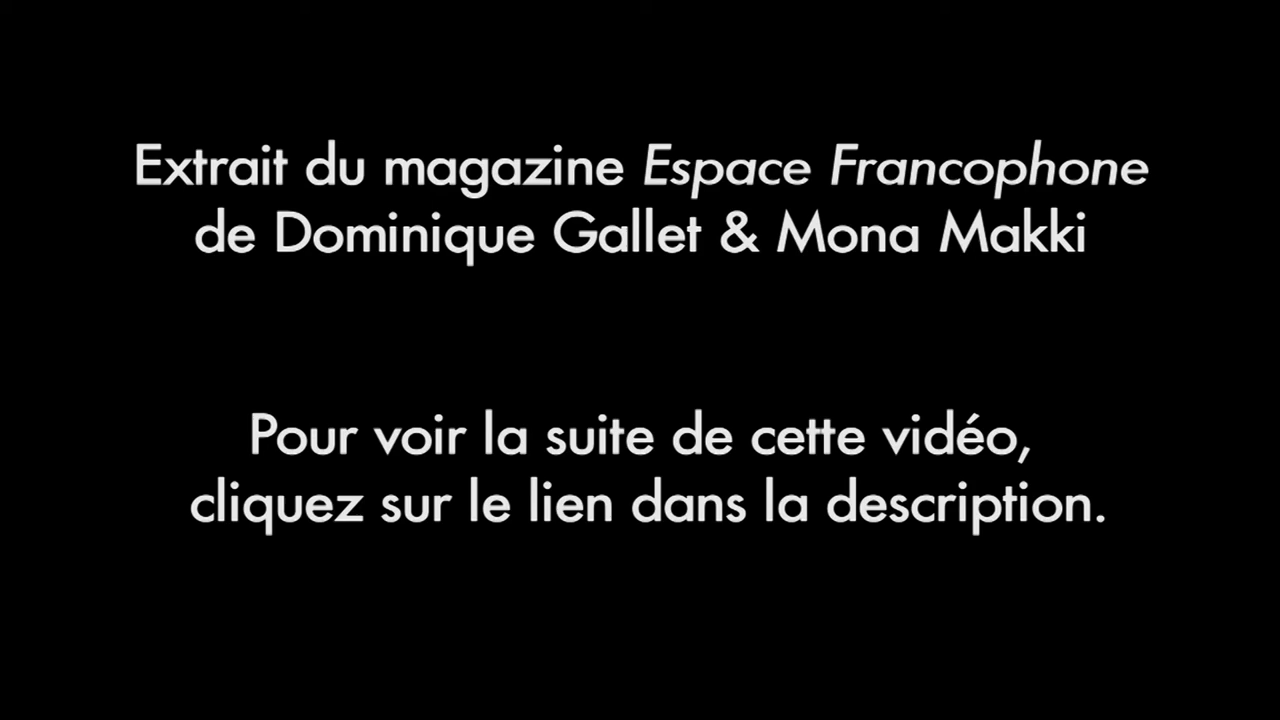 Extrait du magazine Espace Francophone
de Dominique Gallet & Mona Makki
Pour voir la suite de cette vidéo,
cliquez sur le lien dans la description.